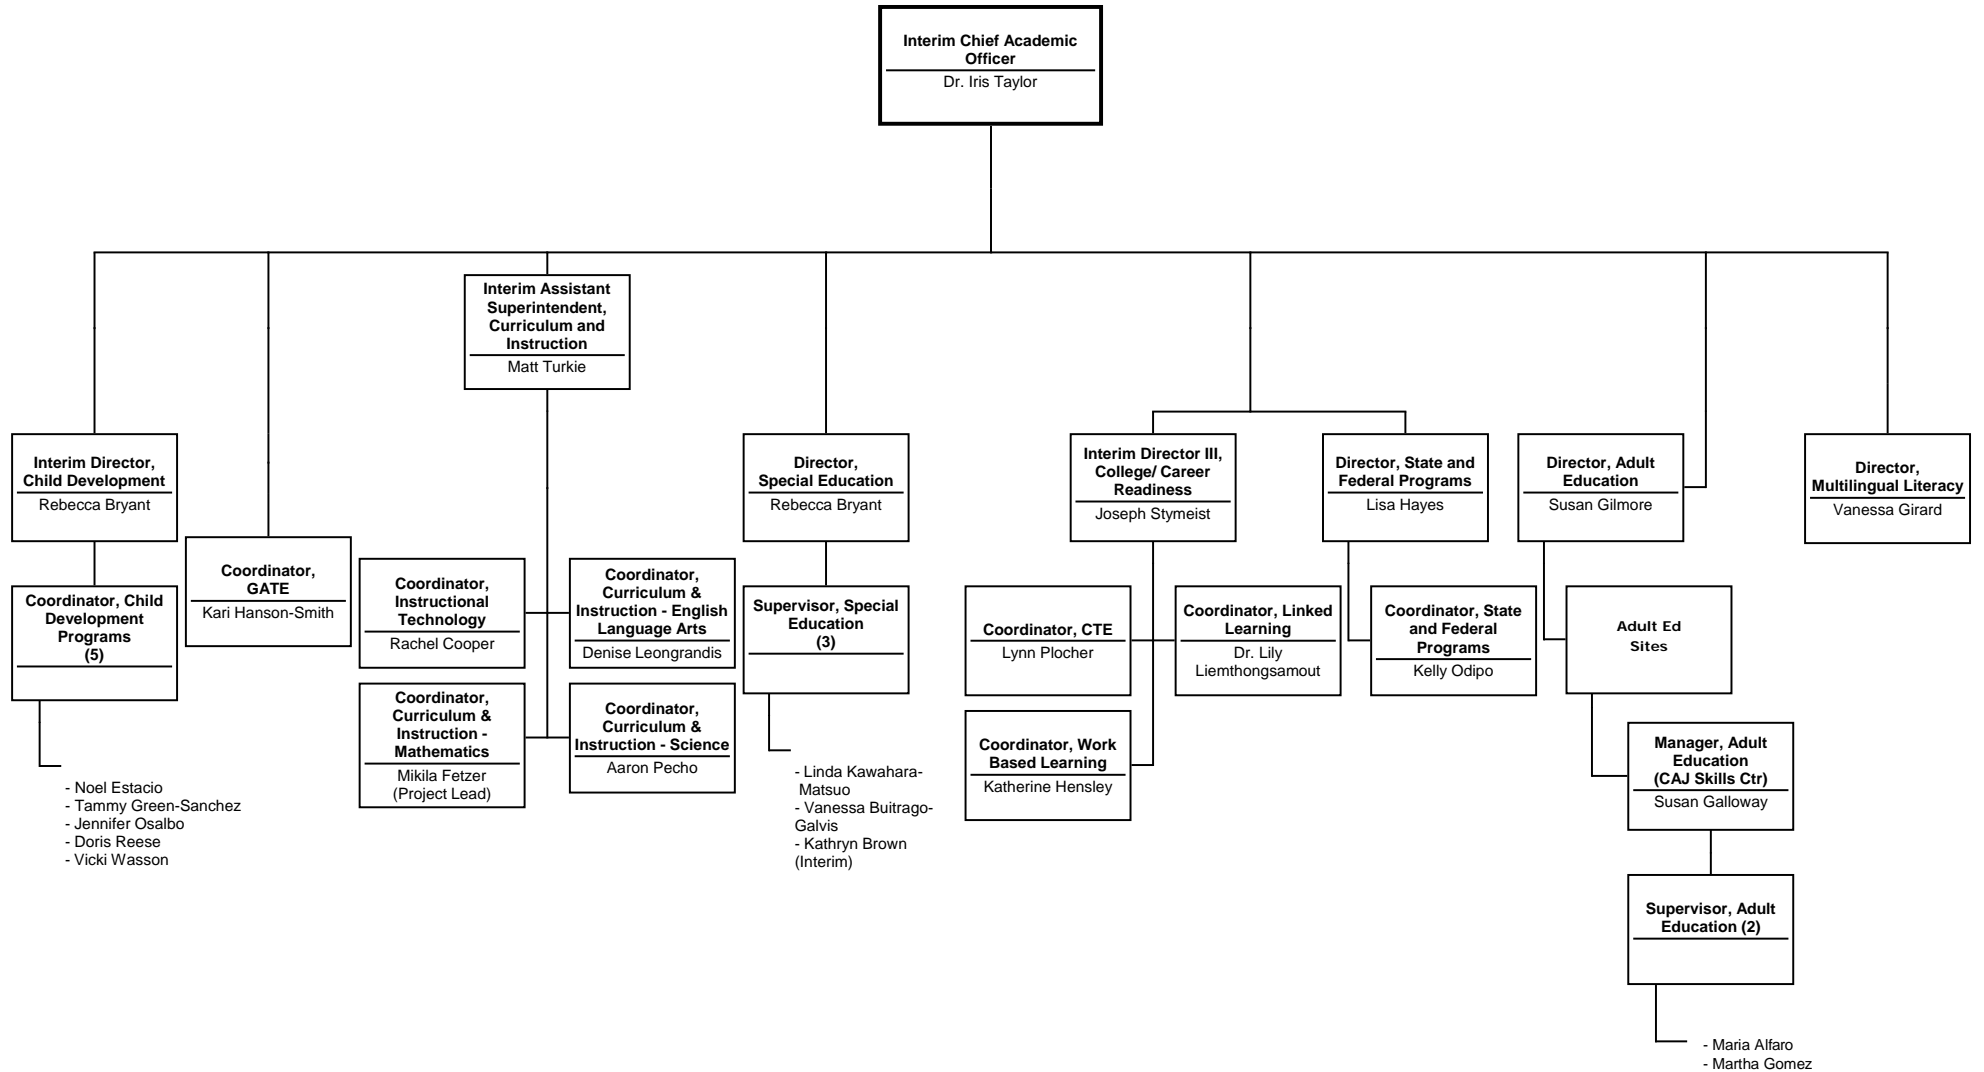 Interim Chief Academic
Officer
Dr. Iris Taylor
Interim Assistant
Superintendent,
Curriculum and
Instruction
Matt Turkie
Interim Director,
Child Development
Rebecca Bryant
Coordinator, Child
Development
Programs
(5)
- Noel Estacio
- Tammy Green-Sanchez
- Jennifer Osalbo
- Doris Reese
- Vicki Wasson
Coordinator,
GATE
Kari Hanson-Smith
Coordinator,
Instructional
Technology
Rachel Cooper
Coordinator,
Curriculum &
Instruction - English
Language Arts
Denise Leongrandis
Coordinator,
Curriculum &
Instruction -
Mathematics
Mikila Fetzer
(Project Lead)
Coordinator,
Curriculum &
Instruction - Science
Aaron Pecho
Director,
Special Education
Rebecca Bryant
Supervisor, Special
Education
(3)
- Linda Kawahara-
Matsuo
- Vanessa Buitrago-
Galvis
- Kathryn Brown
(Interim)
Interim Director III,
College/ Career
Readiness
Joseph Stymeist
Coordinator, CTE
Lynn Plocher
Coordinator, Linked
Learning
Dr. Lily
Liemthongsamout
Coordinator, Work
Based Learning
Katherine Hensley
Director, State and
Federal Programs
Lisa Hayes
Coordinator, State
and Federal
Programs
Kelly Odipo
Director, Adult
Education
Susan Gilmore
Adult Ed
Sites
Manager, Adult
Education
(CAJ Skills Ctr)
Susan Galloway
Supervisor, Adult
Education (2)
- Maria Alfaro
- Martha Gomez
Director,
Multilingual Literacy
Vanessa Girard